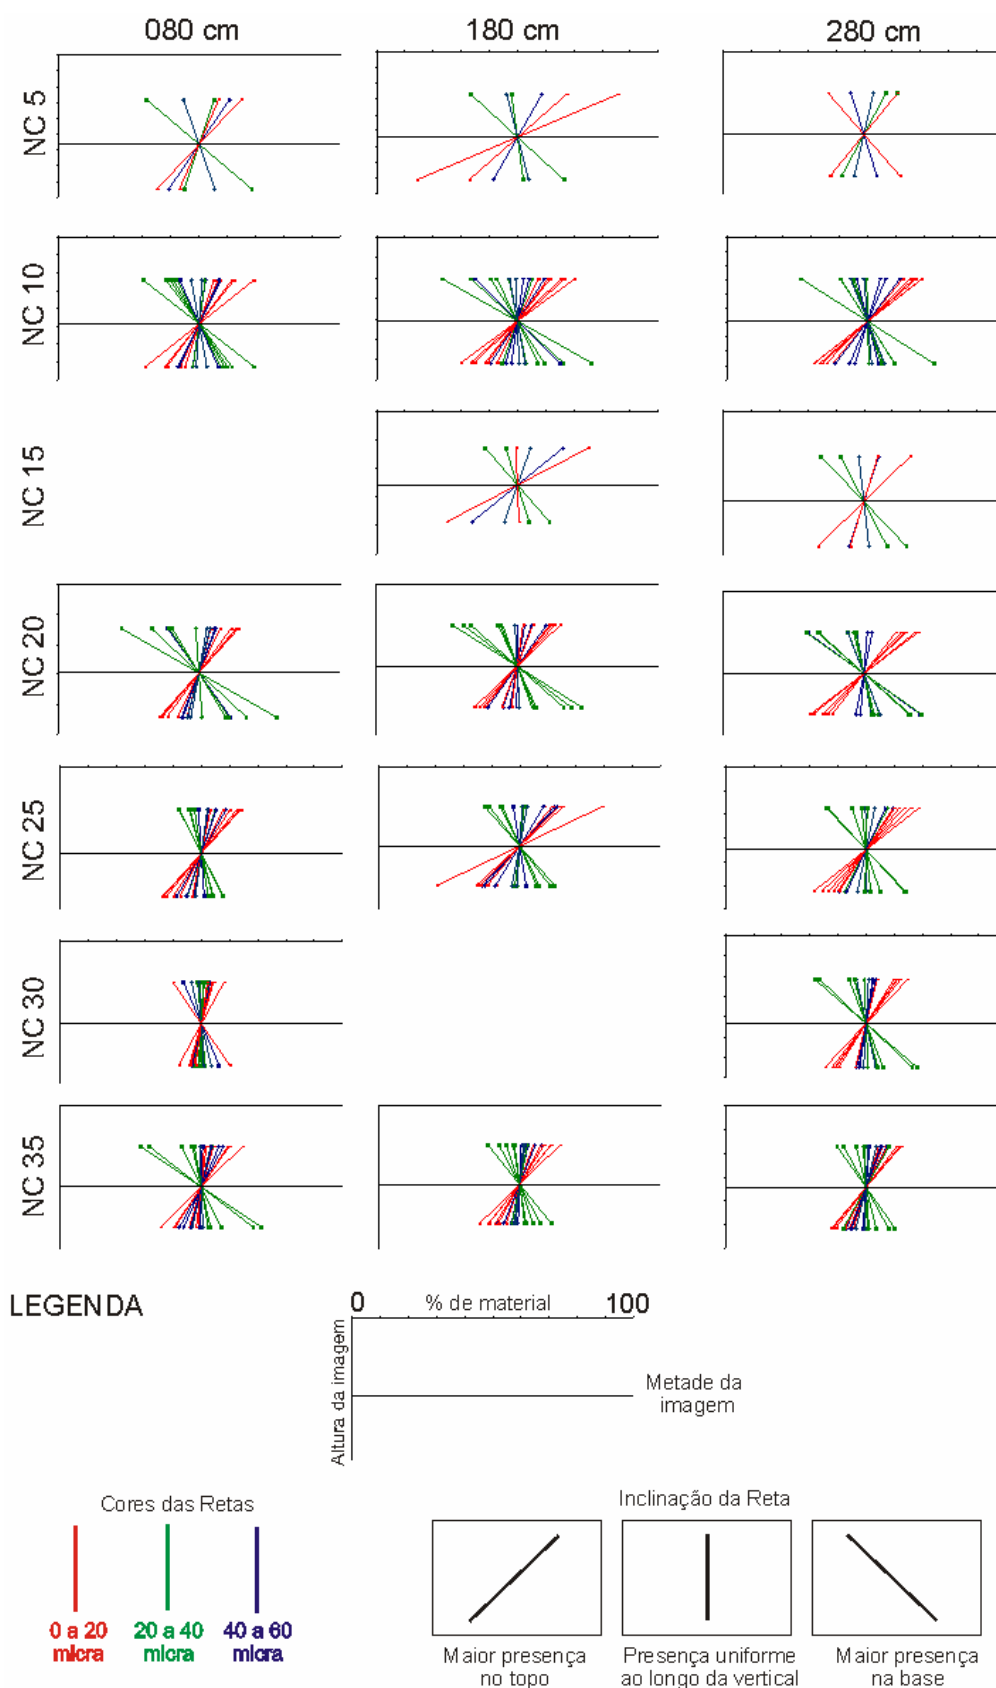 080 cm 180 cm 280 cm
NC 5
NC 10
NC 15
NC 20
NC 25
NC 30
NC 35
LEGENDA
0 % de material 100
Altura da imagem
Metade da
imagem
Cores das Retas
0 a 20
micra
20 a 40
micra
40 a 60
micra
Inclinação da Reta
Maior presença
no topo
Presença uniforme
ao longo da vertical
Maior presença
na base